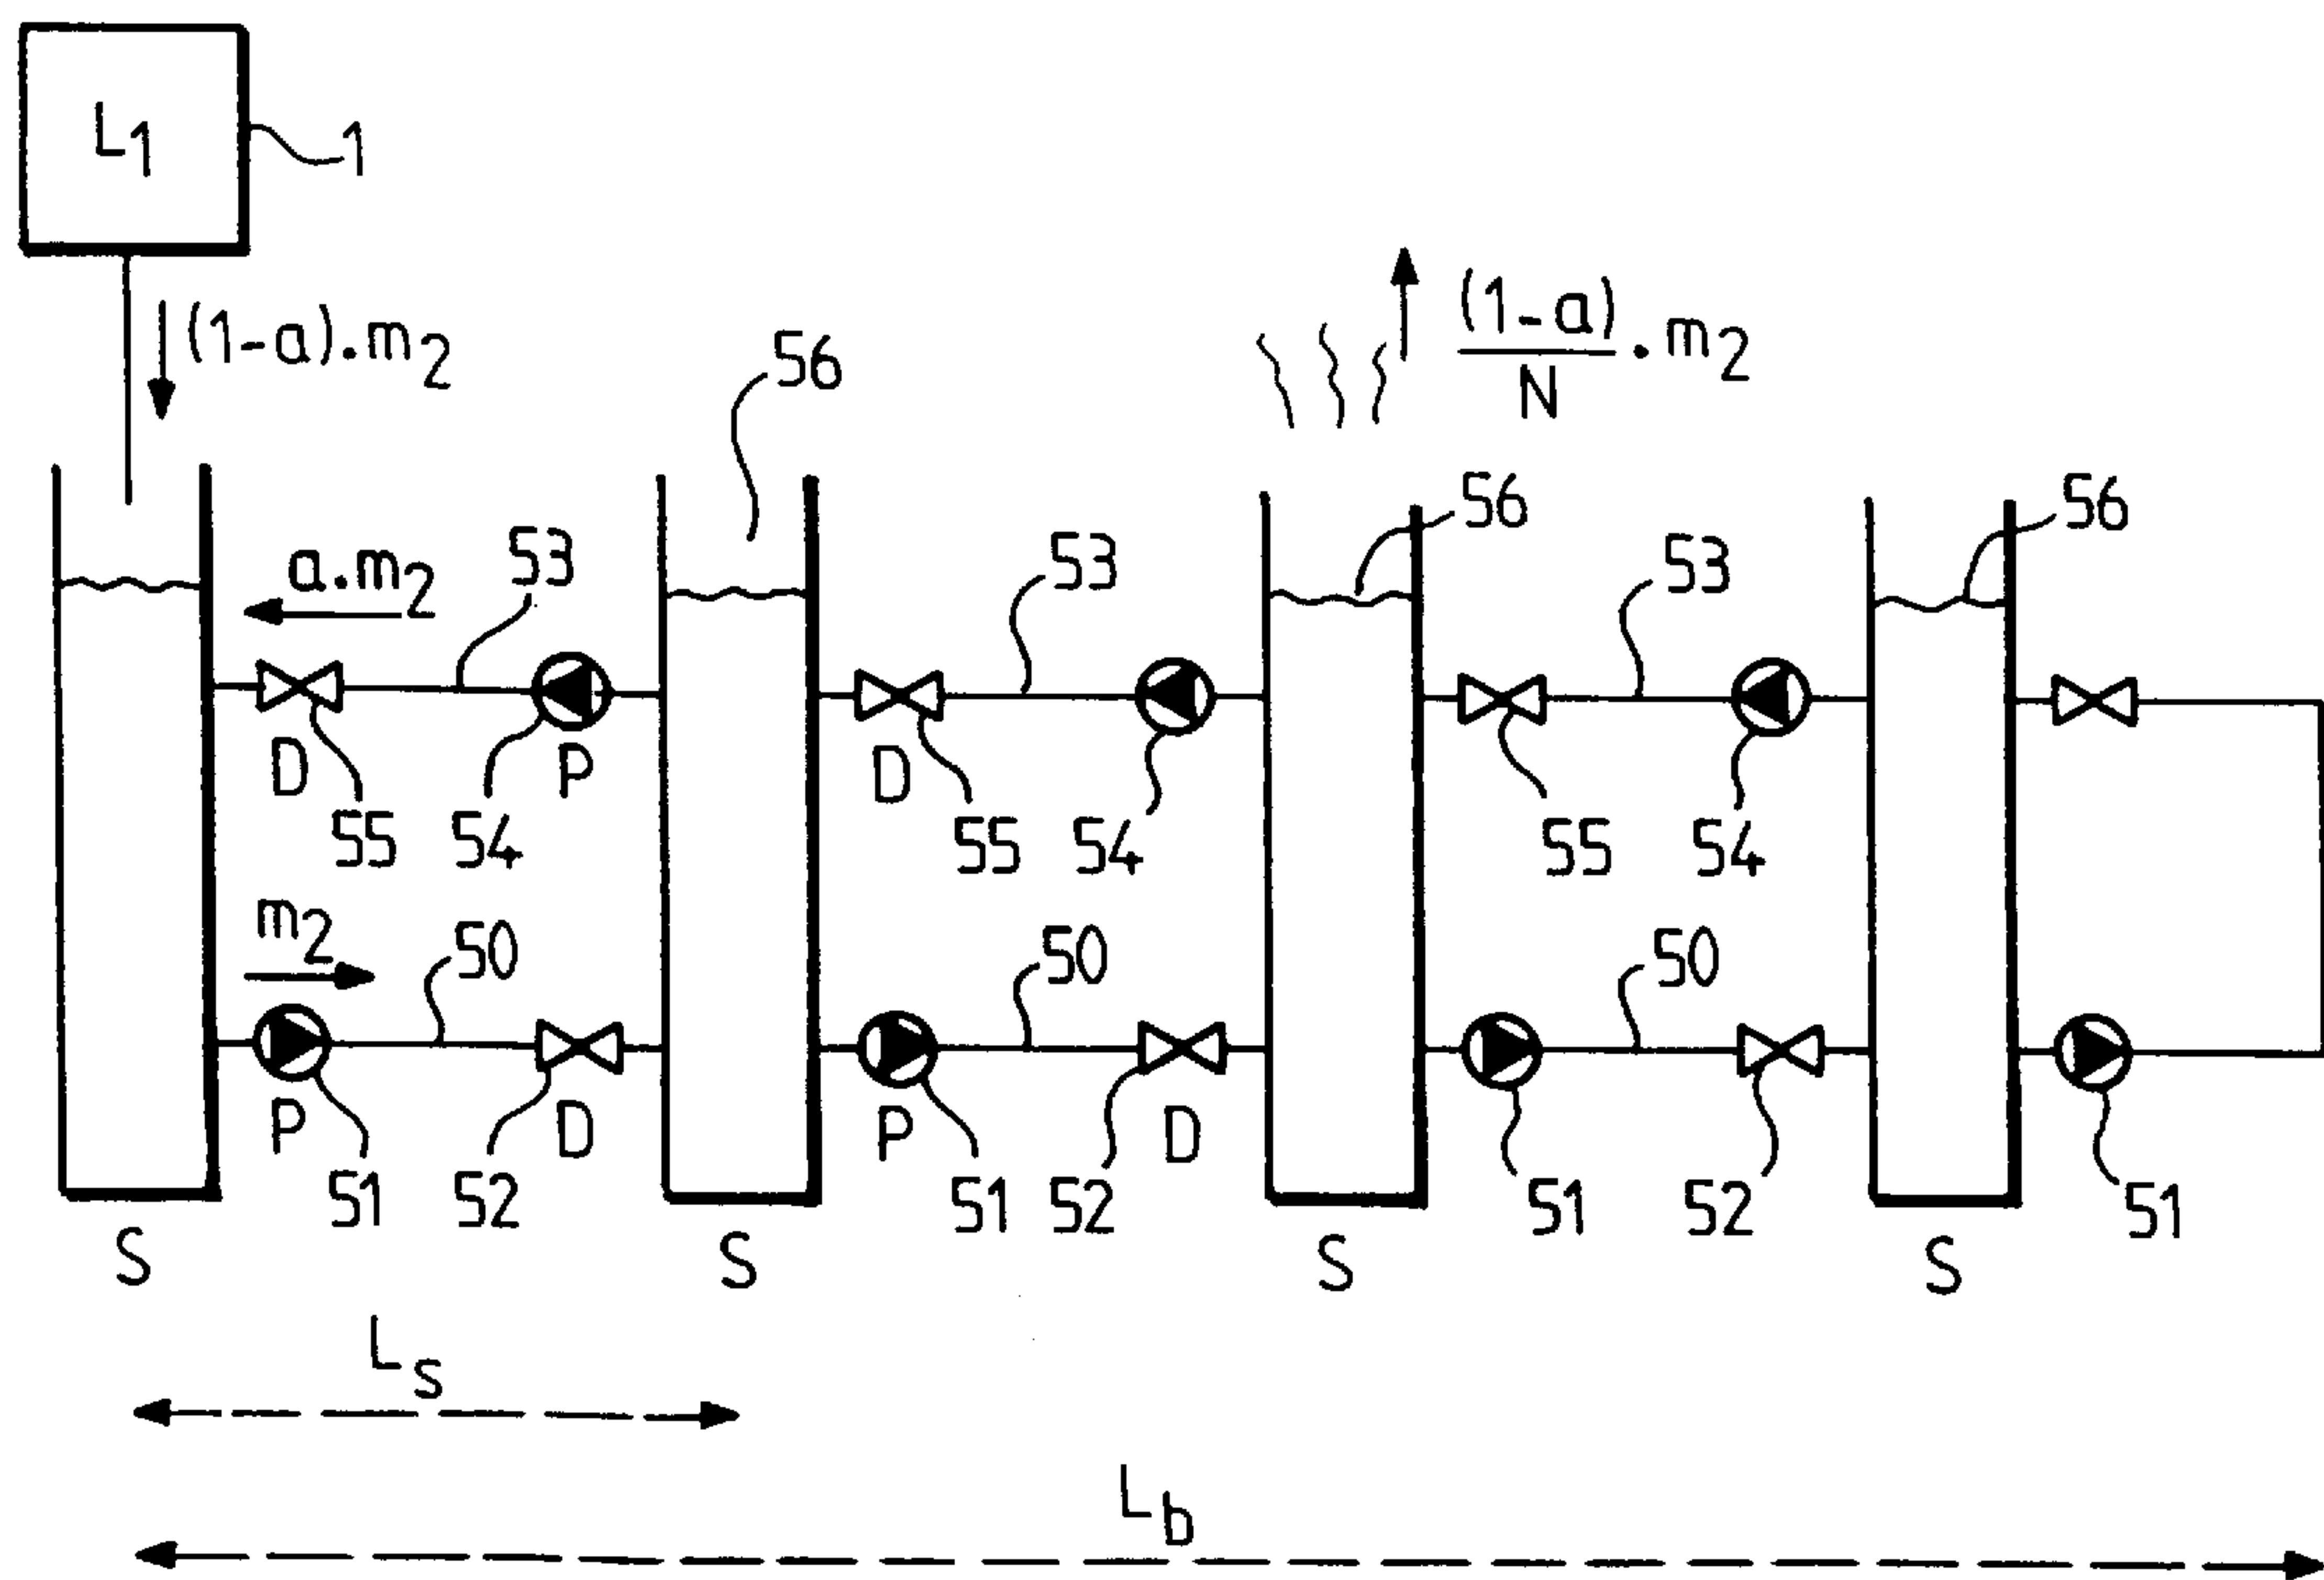 L1
1
(1-a).m2
56
(1-a)/N .m2
a.m2 53 53 56 53 56
D P D
55 54 55 54 55 54
m2 50 50 50
P D P D
51 52 51 52 51 52 51
S S S S
Ls
Lb